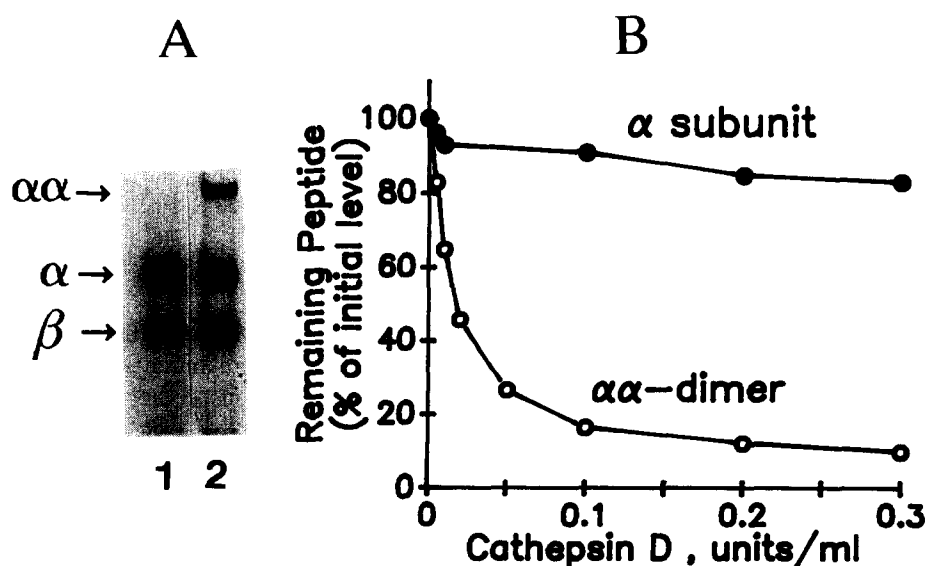 A
B
αα→
α→
β→
1 2
Remaining Peptide
(% of initial level)
100
80
60
40
20
0
α subunit
αα-dimer
0 0.1 0.2 0.3
Cathepsin D , units/ml